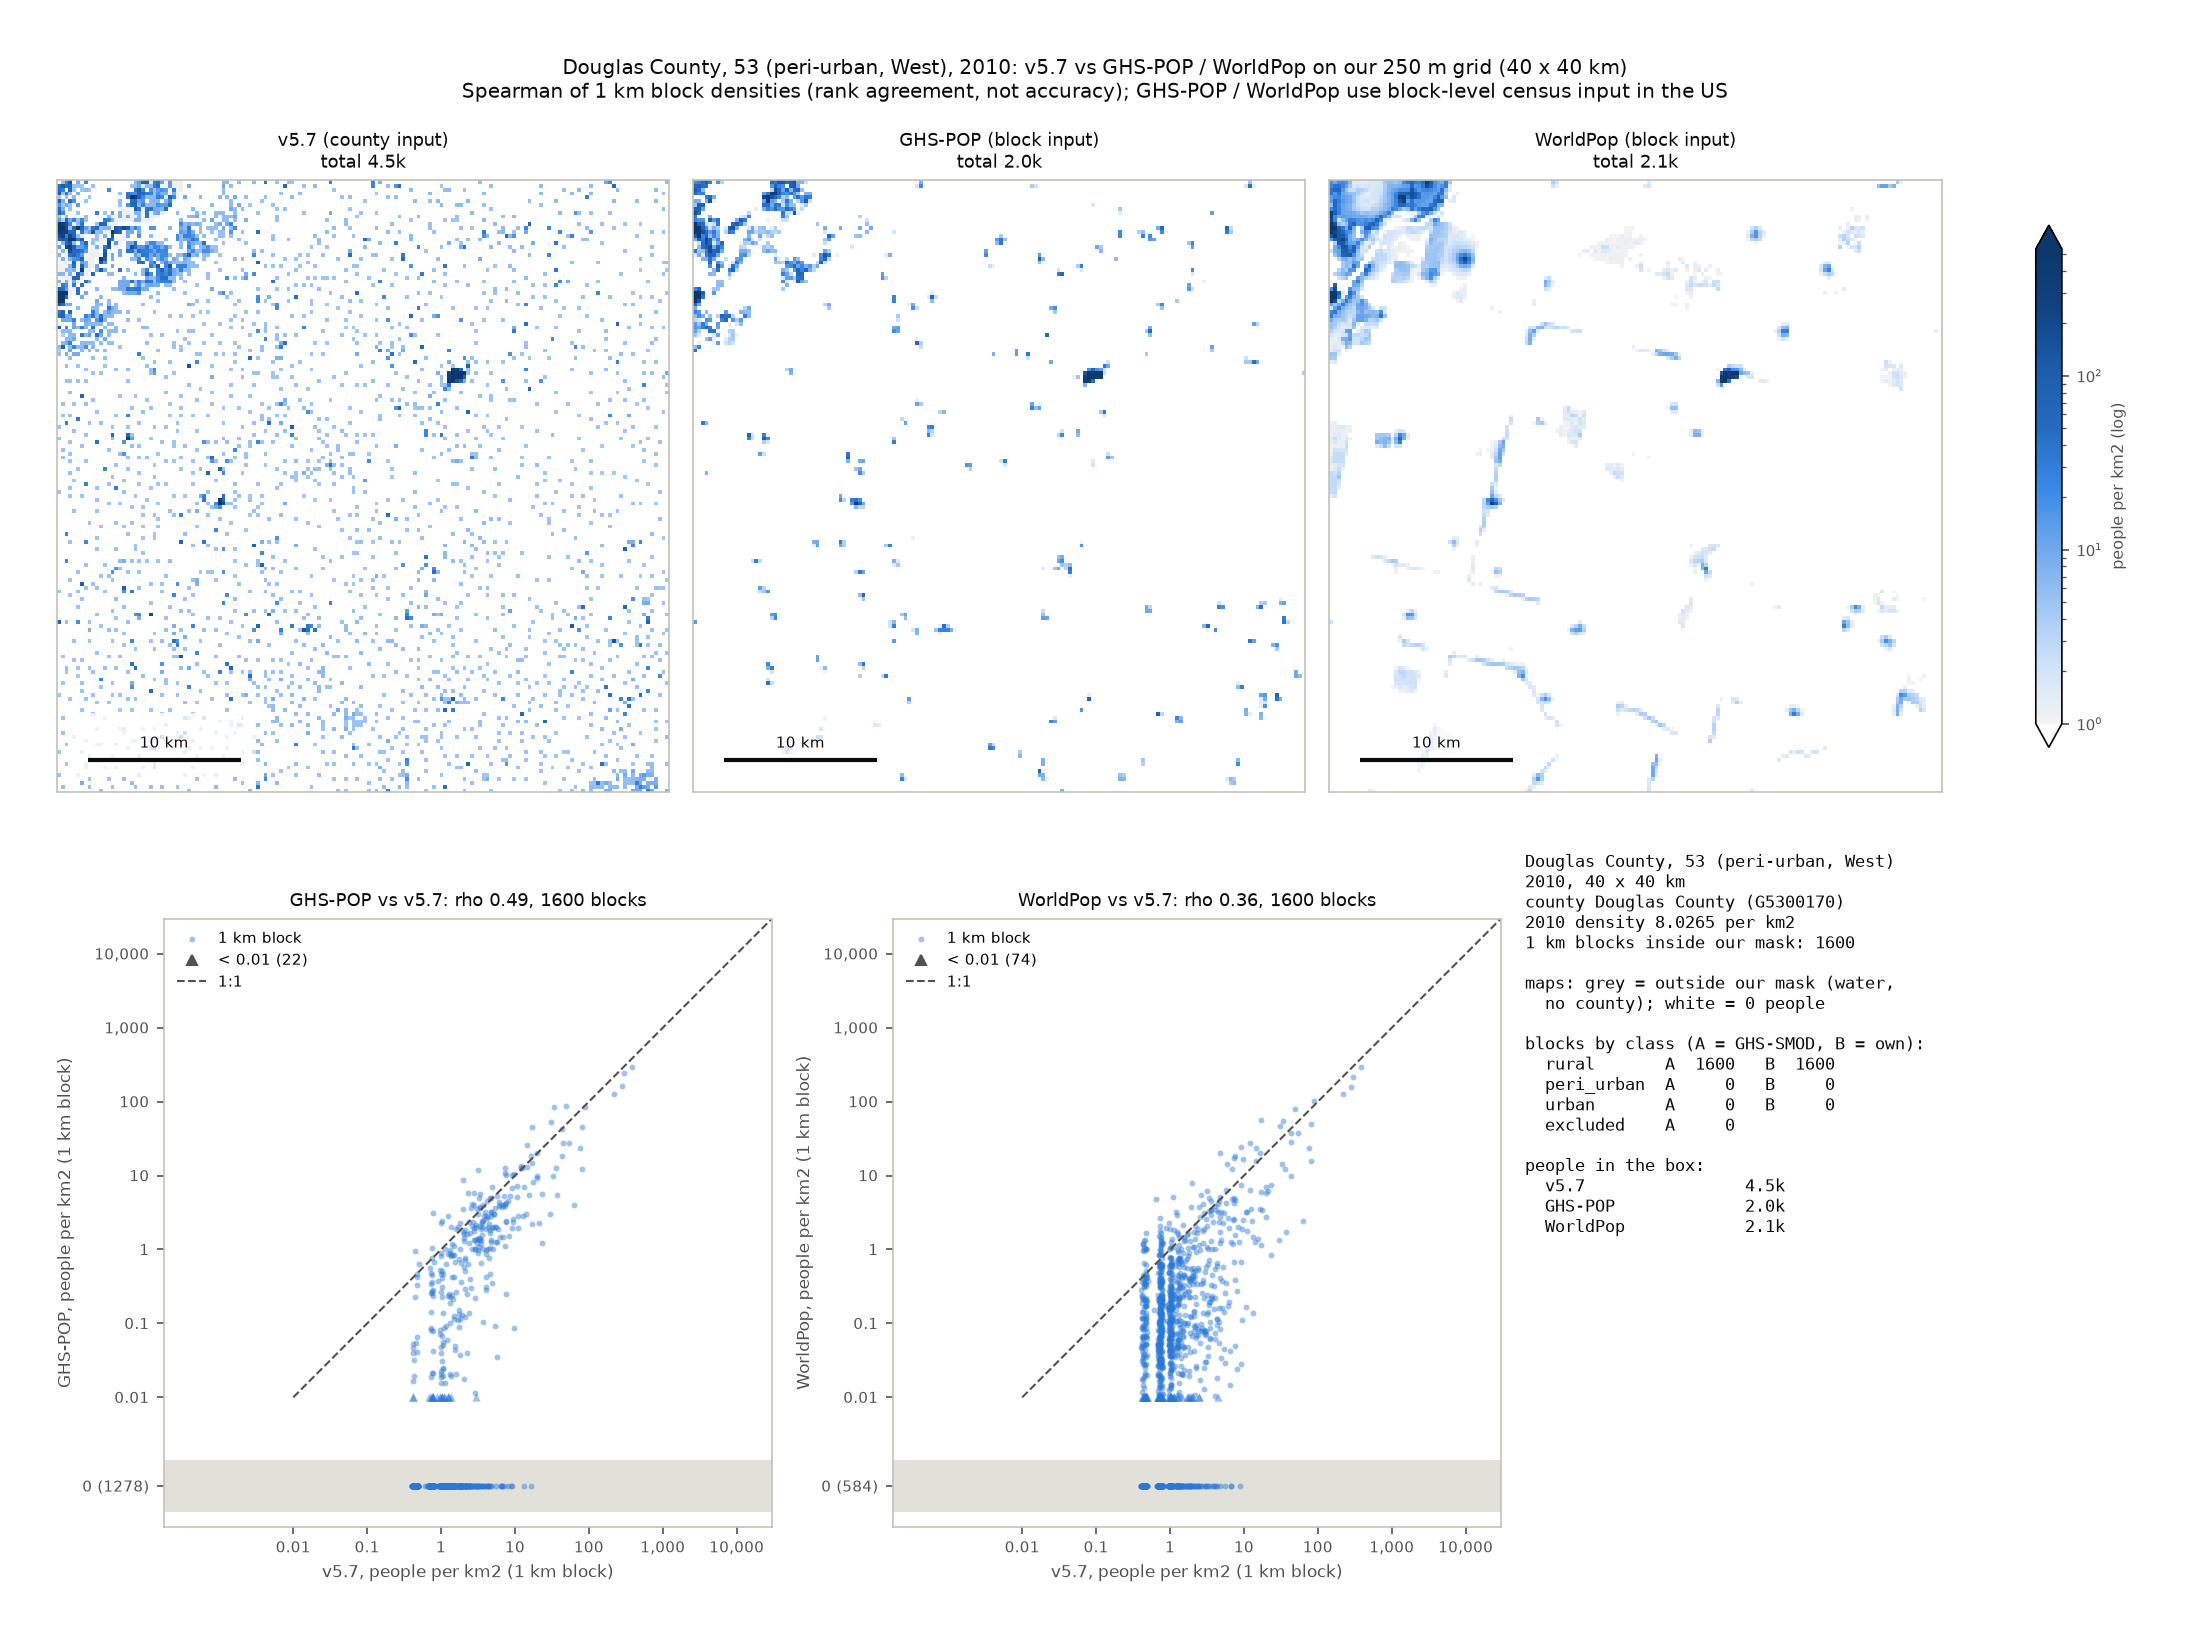 Douglas County, 53 (peri-urban, West), 2010: v5.7 vs GHS-POP / WorldPop on our 250 m grid (40 x 40 km)
Spearman of 1 km block densities (rank agreement, not accuracy); GHS-POP / WorldPop use block-level census input in the US
v5.7 (county input)
total 4.5k
GHS-POP (block input)
total 2.0k
WorldPop (block input)
total 2.1k
10 km
10 km
10 km
10²
10¹
10⁰
people per km2 (log)
GHS-POP vs v5.7: rho 0.49, 1600 blocks
1 km block
< 0.01 (22)
1:1
10,000
1,000
100
10
1
0.1
0.01
0 (1278)
GHS-POP, people per km2 (1 km block)
0.01
0.1
1
10
100
1,000
10,000
v5.7, people per km2 (1 km block)
WorldPop vs v5.7: rho 0.36, 1600 blocks
1 km block
< 0.01 (74)
1:1
10,000
1,000
100
10
1
0.1
0.01
0 (584)
WorldPop, people per km2 (1 km block)
0.01
0.1
1
10
100
1,000
10,000
v5.7, people per km2 (1 km block)
Douglas County, 53 (peri-urban, West)
2010, 40 x 40 km
county Douglas County (G5300170)
2010 density 8.0265 per km2
1 km blocks inside our mask: 1600
maps: grey = outside our mask (water,
no county); white = 0 people
blocks by class (A = GHS-SMOD, B = own):
rural A 1600 B 1600
peri_urban A 0 B 0
urban A 0 B 0
excluded A 0
people in the box:
v5.7 4.5k
GHS-POP 2.0k
WorldPop 2.1k